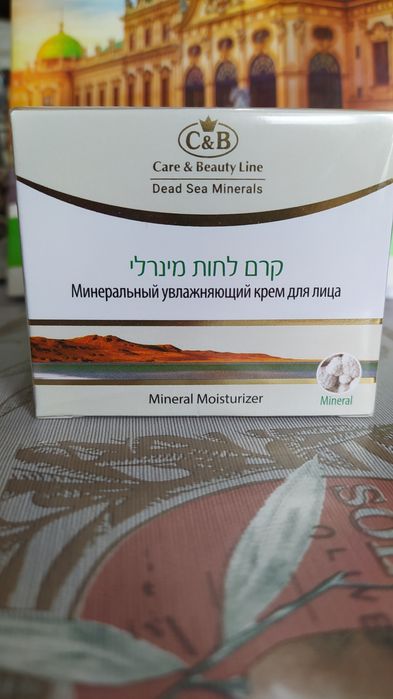 C&B
Care & Beauty Line
Dead Sea Minerals
קרם לחות מינרלי
Минеральный увлажняющий крем для лица
Mineral
Mineral Moisturizer